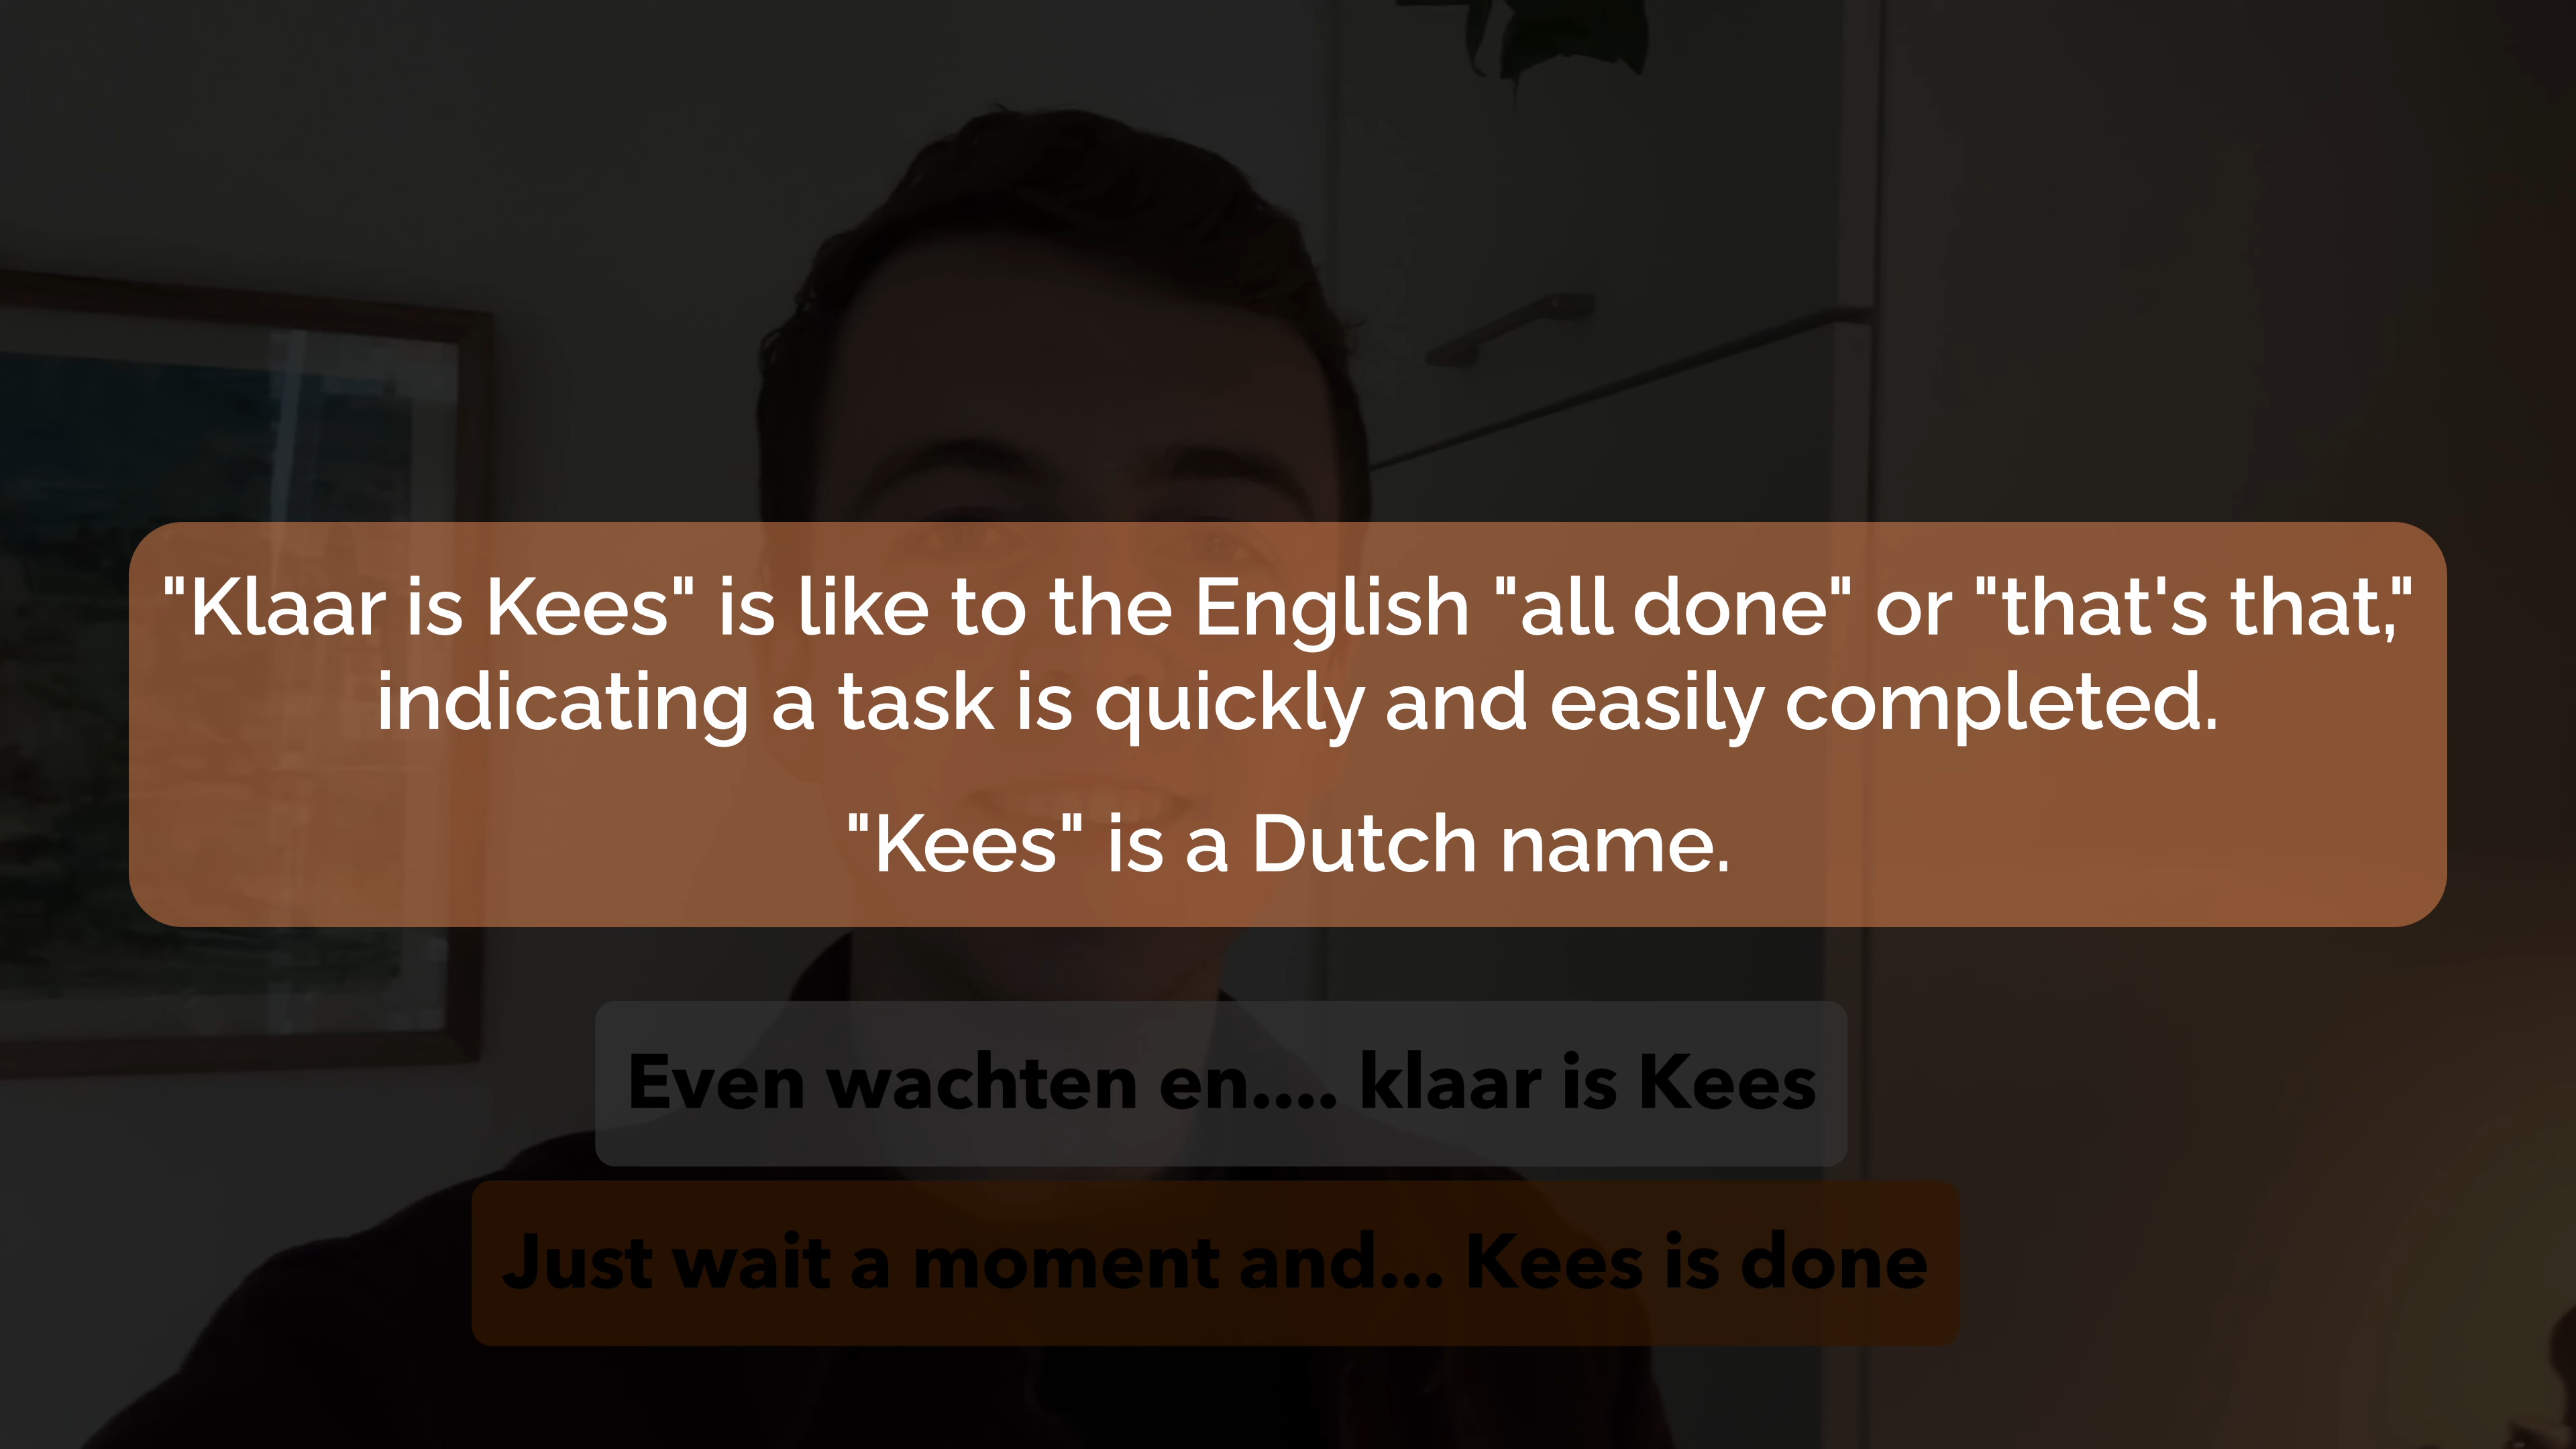 "Klaar is Kees" is like to the English "all done" or "that's that,"
indicating a task is quickly and easily completed.
"Kees" is a Dutch name.
Even wachten en.... klaar is Kees
Just wait a moment and... Kees is done